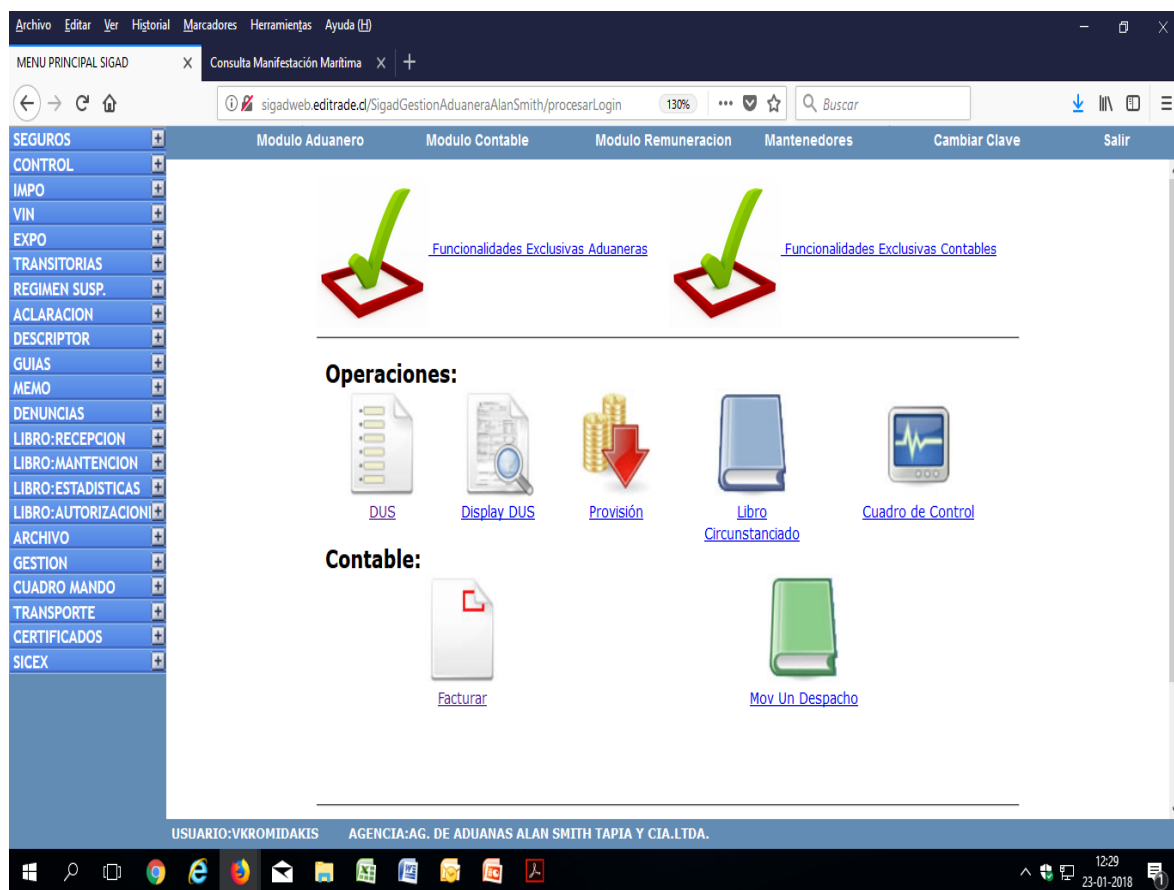 Archivo Editar Ver Historial Marcadores Herramientas Ayuda (H)
MENU PRINCIPAL SIGAD
Consulta Manifestación Marítima
sigadweb.editrade.cl/SigadGestionAduaneraAlanSmith/procesarLogin 130% Buscar
Modulo Aduanero Modulo Contable Modulo Remuneracion Mantenedores Cambiar Clave Salir
SEGUROS
CONTROL
IMPO
VIN
EXPO
TRANSITORIAS
REGIMEN SUSP.
ACLARACION
DESCRIPTOR
GUIAS
MEMO
DENUNCIAS
LIBRO:RECEPCION
LIBRO:MANTENCION
LIBRO:ESTADISTICAS
LIBRO:AUTORIZACIONI
ARCHIVO
GESTION
CUADRO MANDO
TRANSPORTE
CERTIFICADOS
SICEX
Funcionalidades Exclusivas Aduaneras
Funcionalidades Exclusivas Contables
Operaciones:
DUS
Display DUS
Provisión
Libro
Circunstanciado
Cuadro de Control
Contable:
Facturar
Mov Un Despacho
USUARIO:VKROMIDAKIS AGENCIA:AG. DE ADUANAS ALAN SMITH TAPIA Y CIA.LTDA.
12:29
23-01-2018